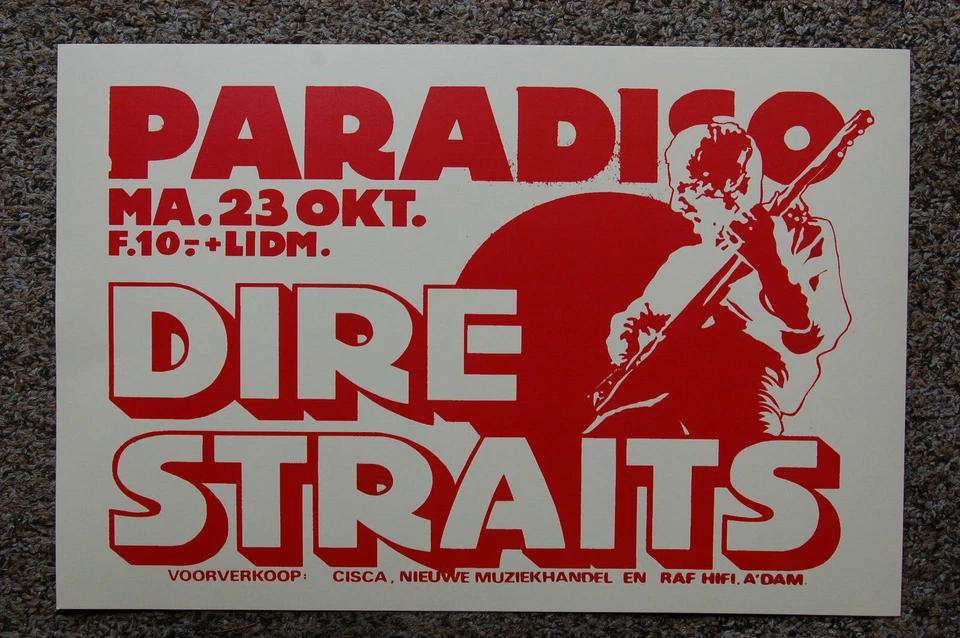 PARADISO
MA. 23 OKT.
F.10.- + LIDM.
DIRE
STRAITS
VOORVERKOOP: CISCA, NIEUWE MUZIEKHANDEL EN RAF HIFI. A'DAM.